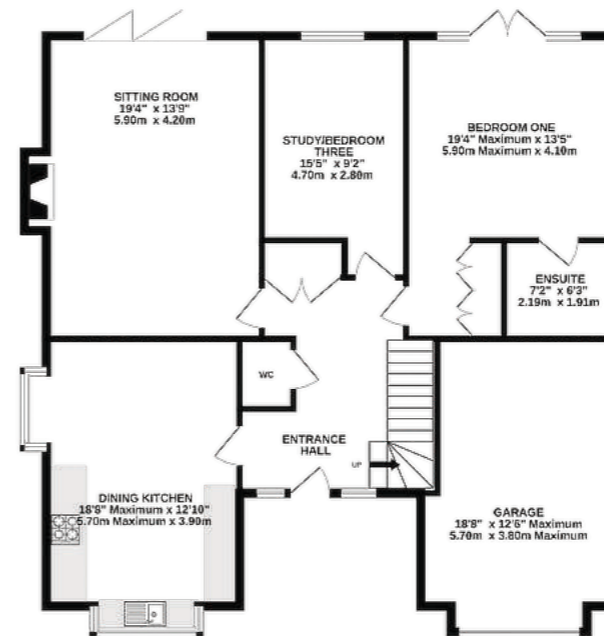 SITTING ROOM
19'4" x 13'9"
5.90m x 4.20m
STUDY/BEDROOM
THREE
15'5" x 9'2"
4.70m x 2.80m
BEDROOM ONE
19'4" Maximum x 13'5"
5.90m Maximum x 4.10m
ENSUITE
7'2" x 6'3"
2.19m x 1.91m
WC
ENTRANCE
HALL
UP
DINING KITCHEN
18'8" Maximum x 12'10"
5.70m Maximum x 3.90m
GARAGE
18'8" x 12'6" Maximum
5.70m x 3.80m Maximum